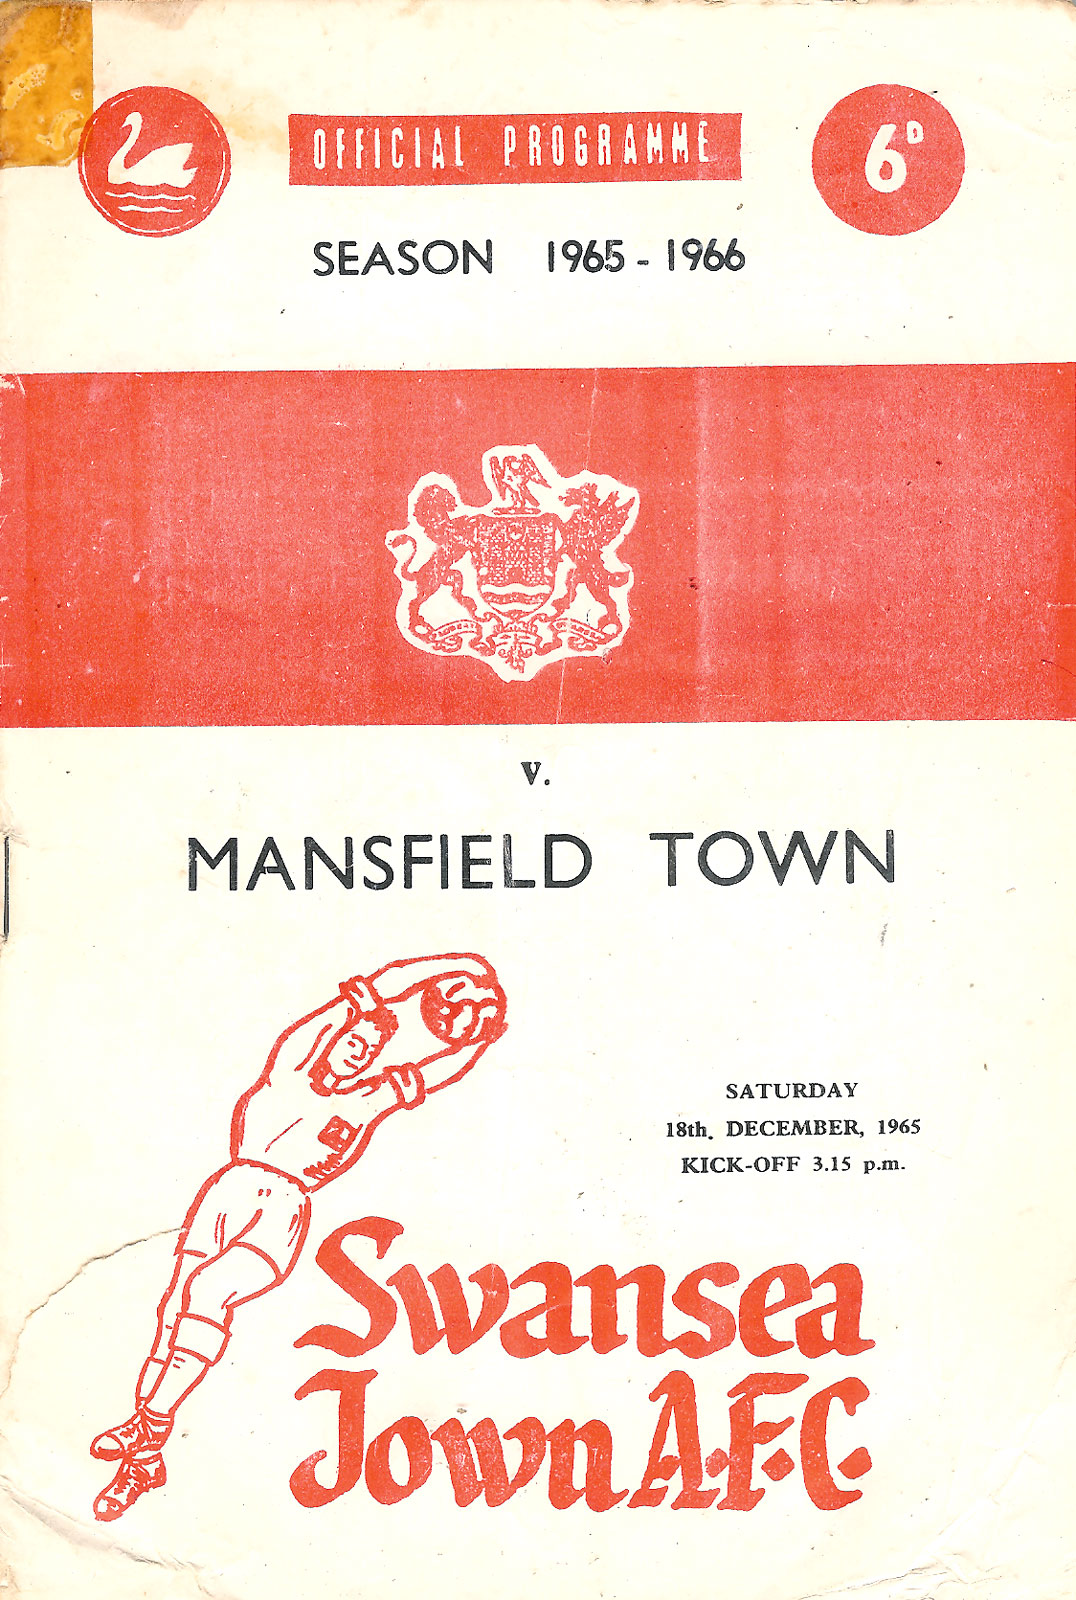 OFFICIAL PROGRAMME
6D
SEASON 1965-1966
v.
MANSFIELD TOWN
SATURDAY
18th. DECEMBER, 1965
KICK-OFF 3.15 p.m.
Swansea
Town A.F.C.